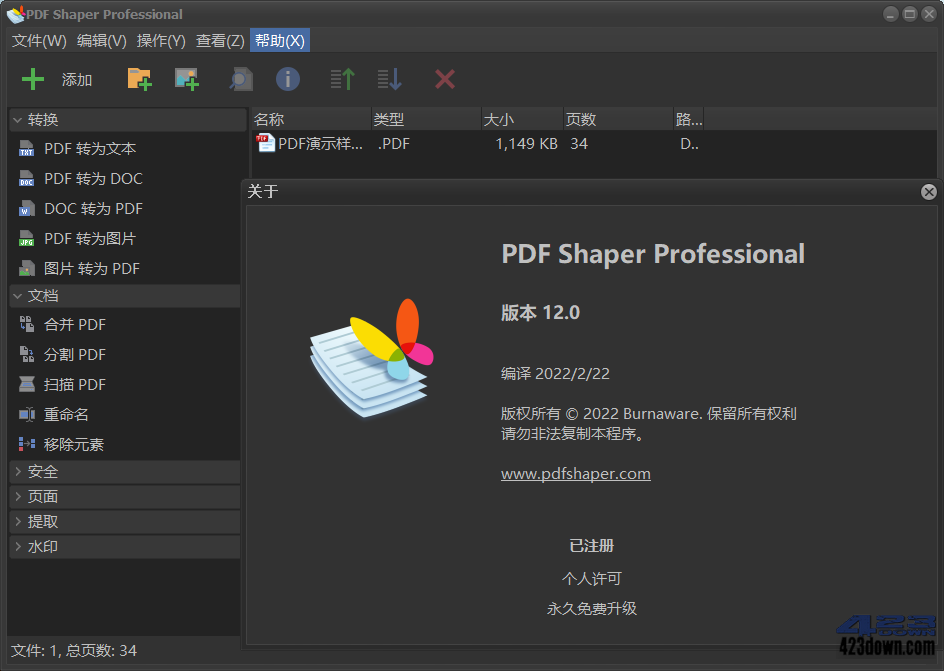 PDF Shaper Professional
文件(W) 编辑(V) 操作(Y) 查看(Z) 帮助(X)
添加
转换
PDF 转为文本
PDF 转为 DOC
DOC 转为 PDF
PDF 转为图片
图片 转为 PDF
文档
合并 PDF
分割 PDF
扫描 PDF
重命名
移除元素
安全
页面
提取
水印
名称 类型 大小 页数 路...
PDF演示样... .PDF 1,149 KB 34 D..
关于
PDF Shaper Professional
版本 12.0
编译 2022/2/22
版权所有 © 2022 Burnaware. 保留所有权利
请勿非法复制本程序。
www.pdfshaper.com
已注册
个人许可
永久免费升级
文件: 1, 总页数: 34
423
DOWN
423down.com